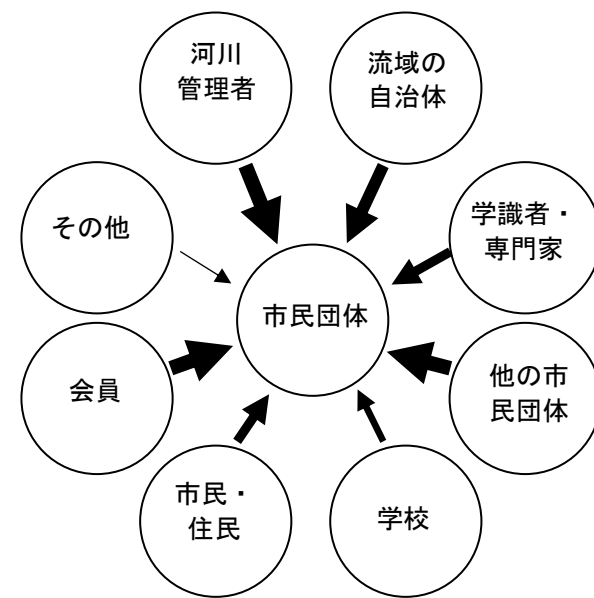 河川
管理者
流域の
自治体
その他
学識者・
専門家
市民団体
会員
他の市
民団体
市民・
住民
学校